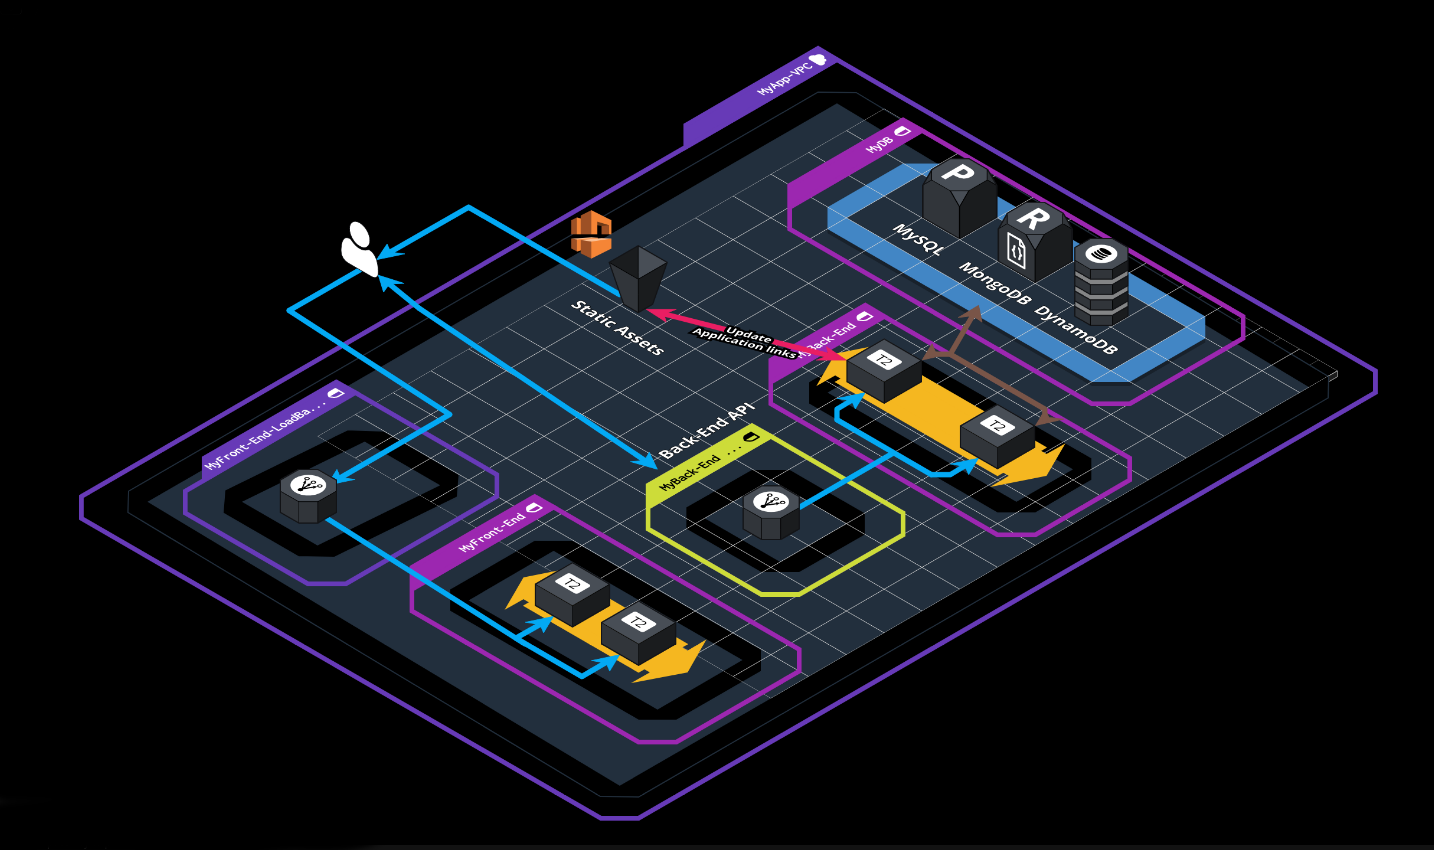 MyApp-VPC
MyDB
P
R
MySQL
MongoDB
DynamoDB
Static Assets
Update
Application links
MyBack-End
T2
T2
MyFront-End-LoadBa...
Back-End API
MyBack-End ...
MyFront-End
T2
T2